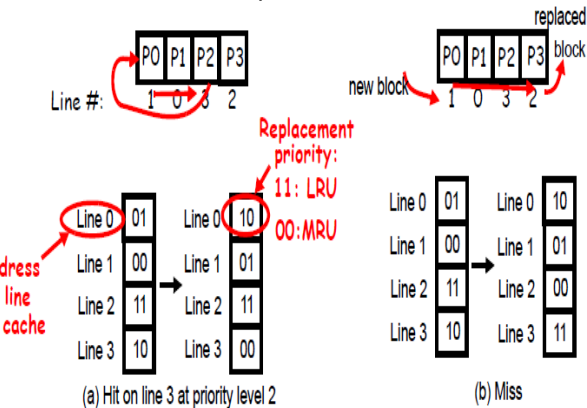 replaced
block
P0 P1 P2 P3
Line #: 1 0 3 2
P0 P1 P2 P3
new block 1 0 3 2
Replacement
priority:
11: LRU
00:MRU
Line 0 01
Line 1 00
Line 2 11
Line 3 10
Line 0 10
Line 1 01
Line 2 11
Line 3 00
dress
line
cache
Line 0 01
Line 1 00
Line 2 11
Line 3 10
Line 0 10
Line 1 01
Line 2 00
Line 3 11
(a) Hit on line 3 at priority level 2
(b) Miss